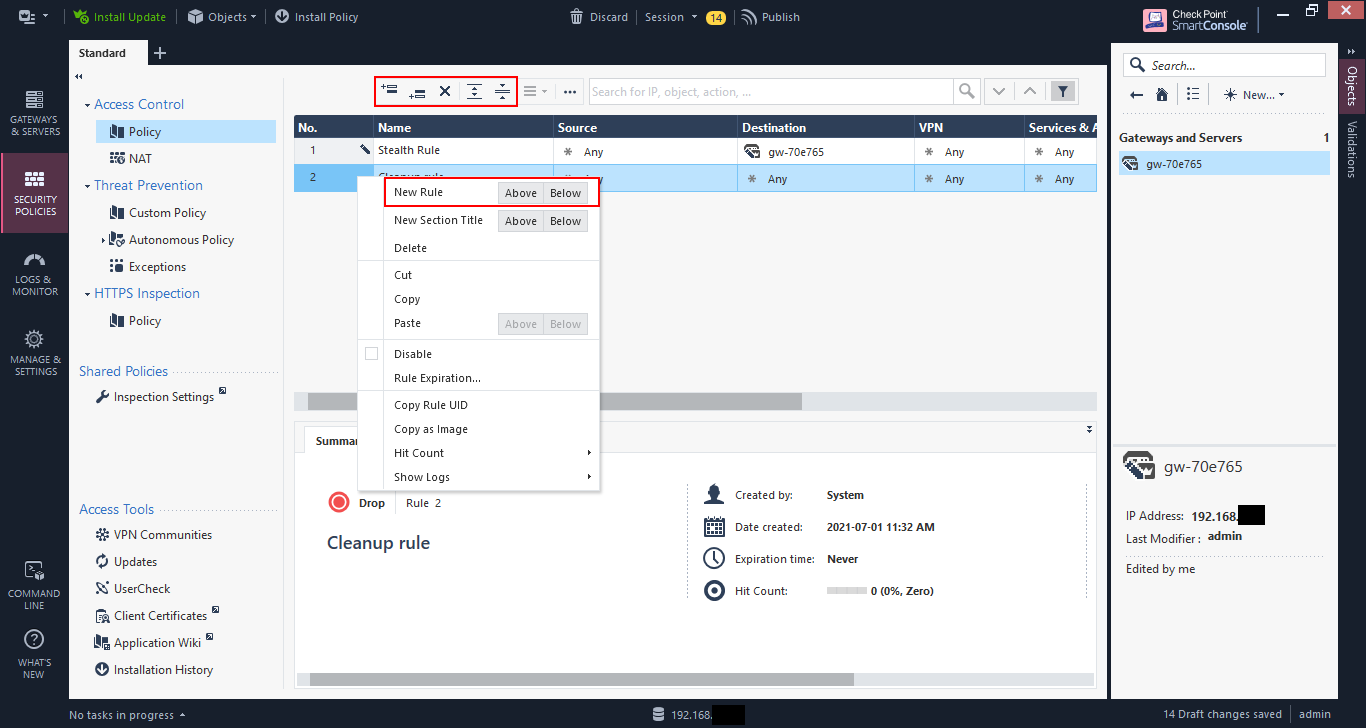 Install Update
Objects
Install Policy
Discard
Session
14
Publish
Check Point
SmartConsole
Standard
GATEWAYS
& SERVERS
SECURITY
POLICIES
LOGS &
MONITOR
MANAGE &
SETTINGS
COMMAND
LINE
WHAT'S
NEW
Access Control
Policy
NAT
Threat Prevention
Custom Policy
Autonomous Policy
Exceptions
HTTPS Inspection
Policy
Shared Policies
Inspection Settings
Access Tools
VPN Communities
Updates
UserCheck
Client Certificates
Application Wiki
Installation History
Search for IP, object, action, ...
No. Name Source Destination VPN Services & A
1 Stealth Rule Any gw-70e765 Any Any
2 Cleanup rule Any Any Any
New Rule Above Below
New Section Title Above Below
Delete
Cut
Copy
Paste Above Below
Disable
Rule Expiration...
Copy Rule UID
Copy as Image
Hit Count
Show Logs
Summa
Drop Rule 2
Cleanup rule
Created by: System
Date created: 2021-07-01 11:32 AM
Expiration time: Never
Hit Count: 0 (0%, Zero)
Search...
New...
Gateways and Servers 1
gw-70e765
gw-70e765
IP Address: 192.168.
Last Modifier : admin
Edited by me
Objects
Validations
No tasks in progress
192.168.
14 Draft changes saved
admin